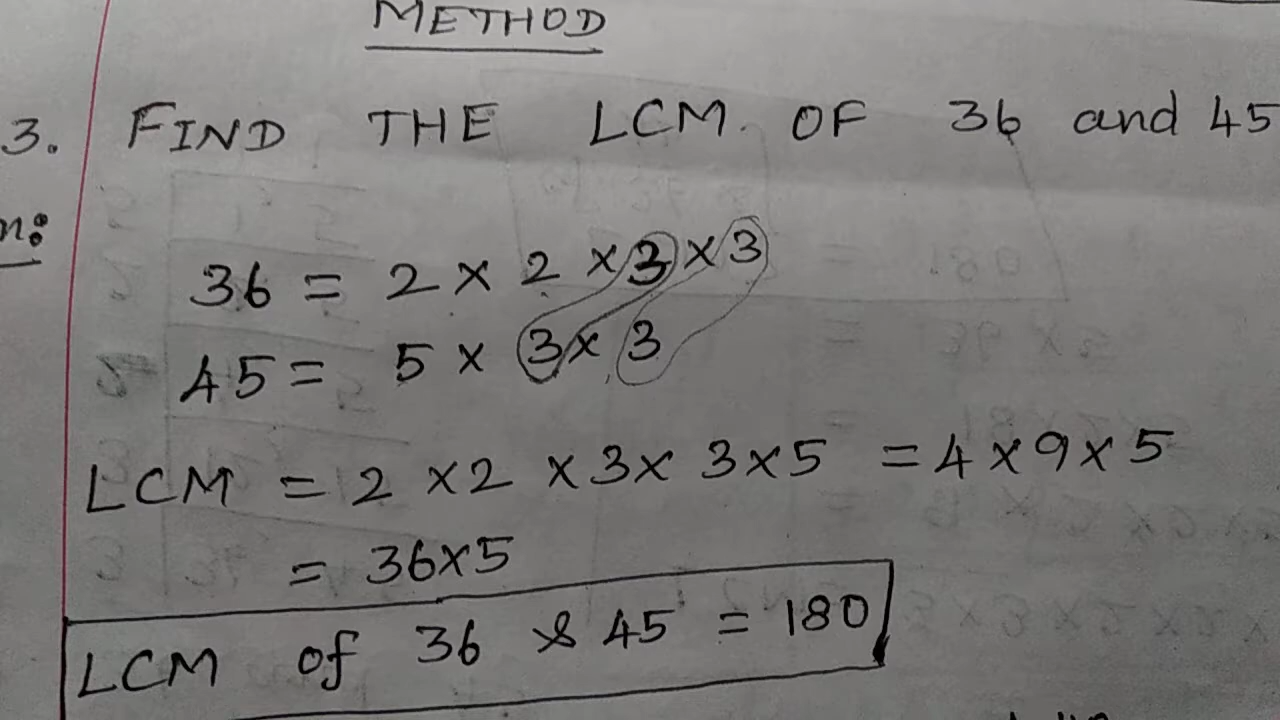 METHOD
3. FIND THE LCM OF 36 and 45
n:
36 = 2 × 2 × 3 × 3
45 = 5 × 3 × 3
LCM = 2 × 2 × 3 × 3 × 5 = 4 × 9 × 5
= 36 × 5
LCM of 36 & 45 = 180